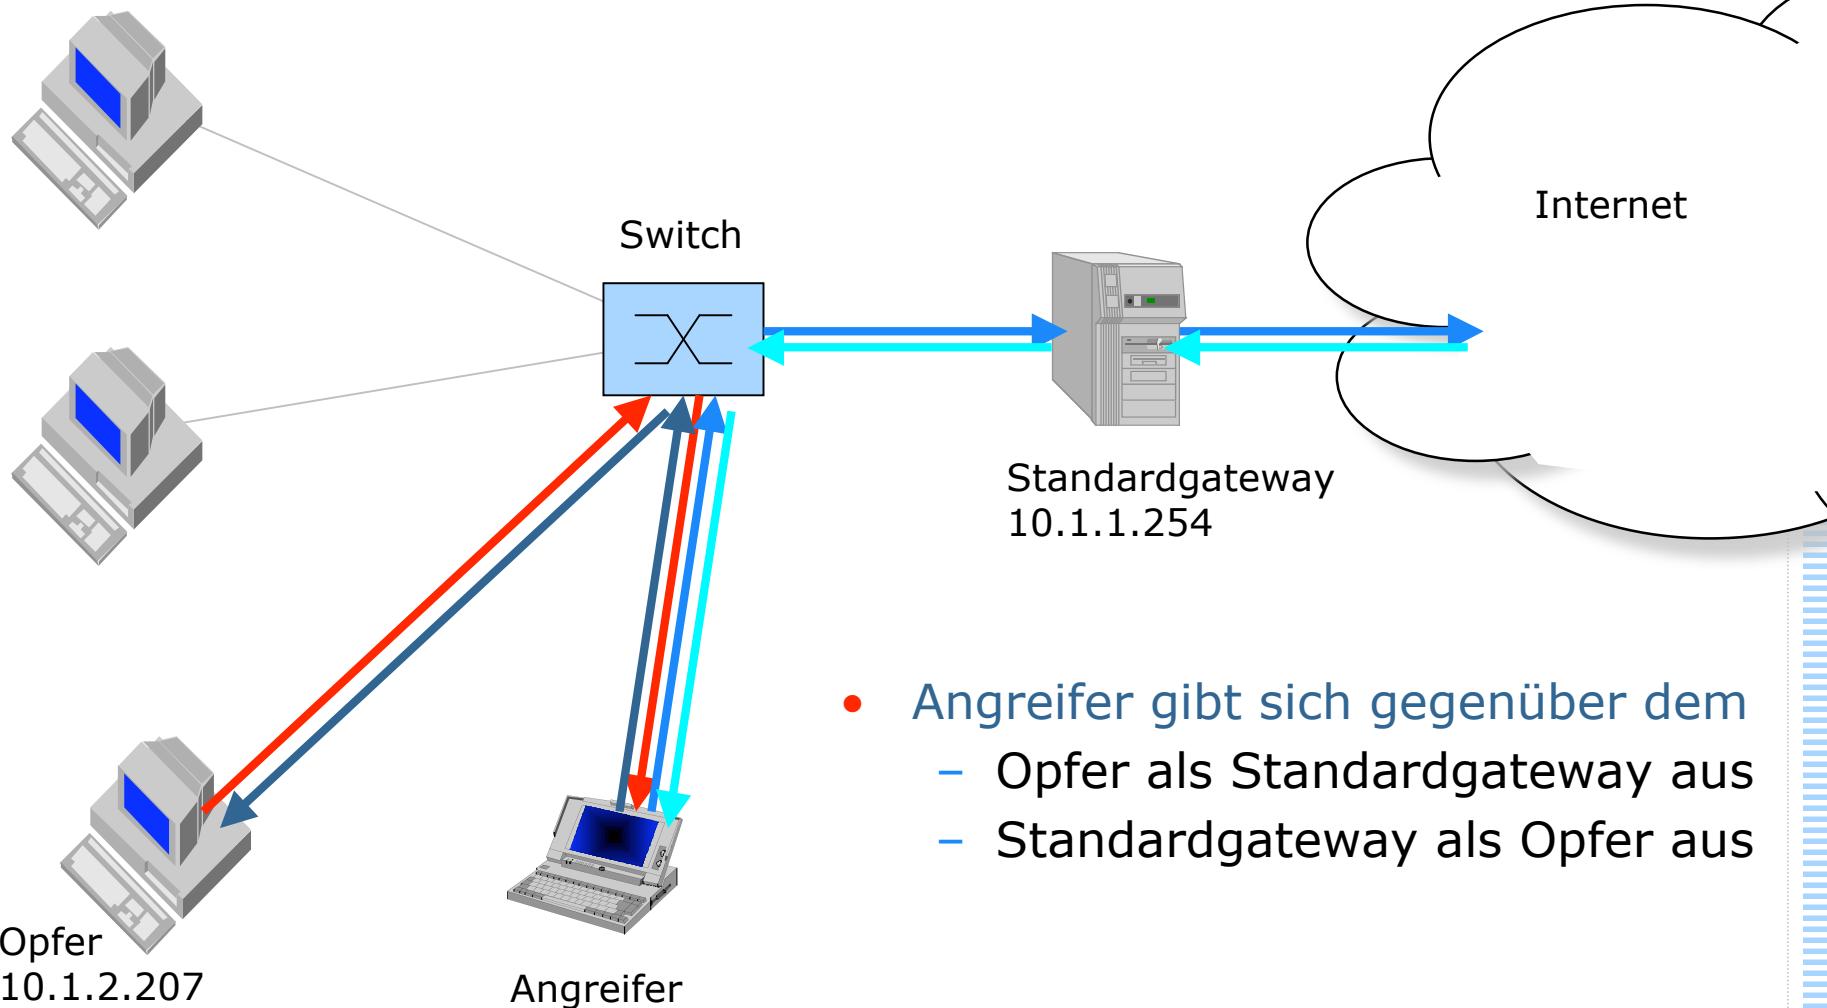 Internet
Switch
Standardgateway
10.1.1.254
• Angreifer gibt sich gegenüber dem
– Opfer als Standardgateway aus
– Standardgateway als Opfer aus
Opfer
10.1.2.207
Angreifer